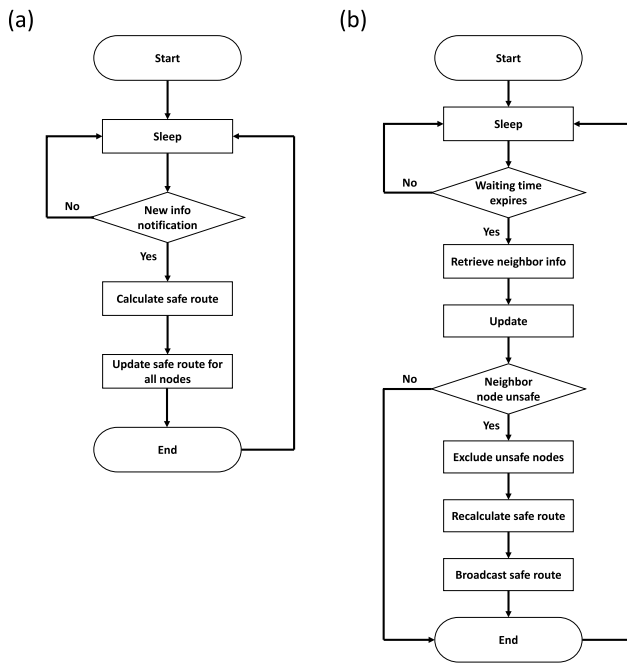 (a)
Start
Sleep
No
New info
notification
Yes
Calculate safe route
Update safe route for
all nodes
End
(b)
Start
Sleep
No
Waiting time
expires
Yes
Retrieve neighbor info
Update
No
Neighbor
node unsafe
Yes
Exclude unsafe nodes
Recalculate safe route
Broadcast safe route
End